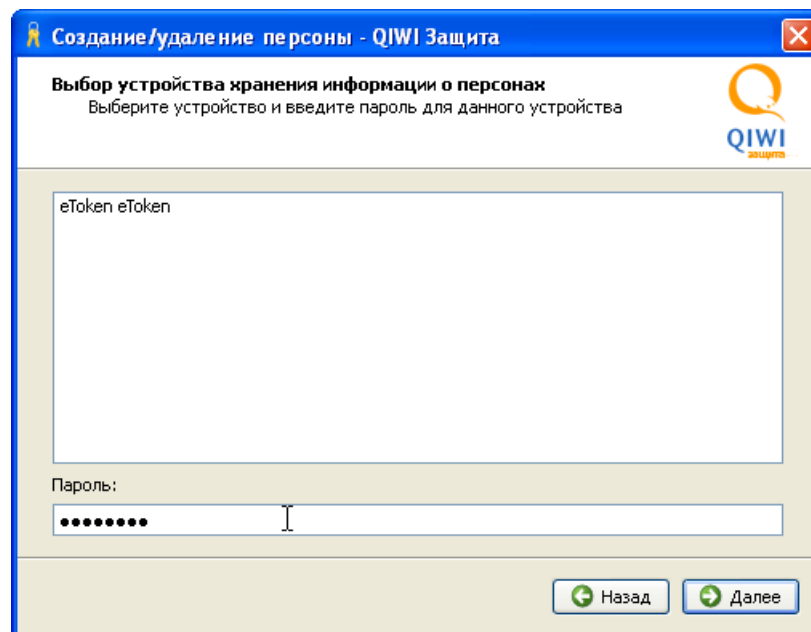 Создание/удаление персоны - QIWI Защита
Выбор устройства хранения информации о персонах
Выберите устройство и введите пароль для данного устройства
QIWI
защита
eToken eToken
Пароль:
Назад
Далее